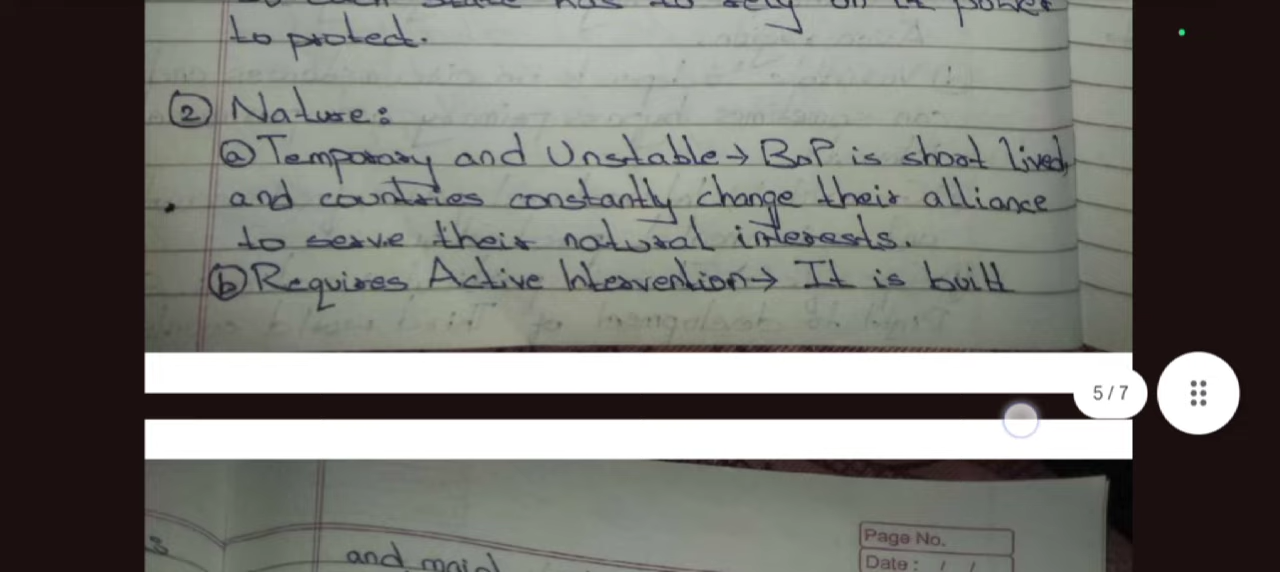 to protect.
② Nature:
ⓐ Temporary and Unstable → BoP is short lived,
and countries constantly change their alliance
to serve their natural interests.
ⓑ Requires Active Intervention → It is built
5 / 7
Page No.
Date : / /
3
and